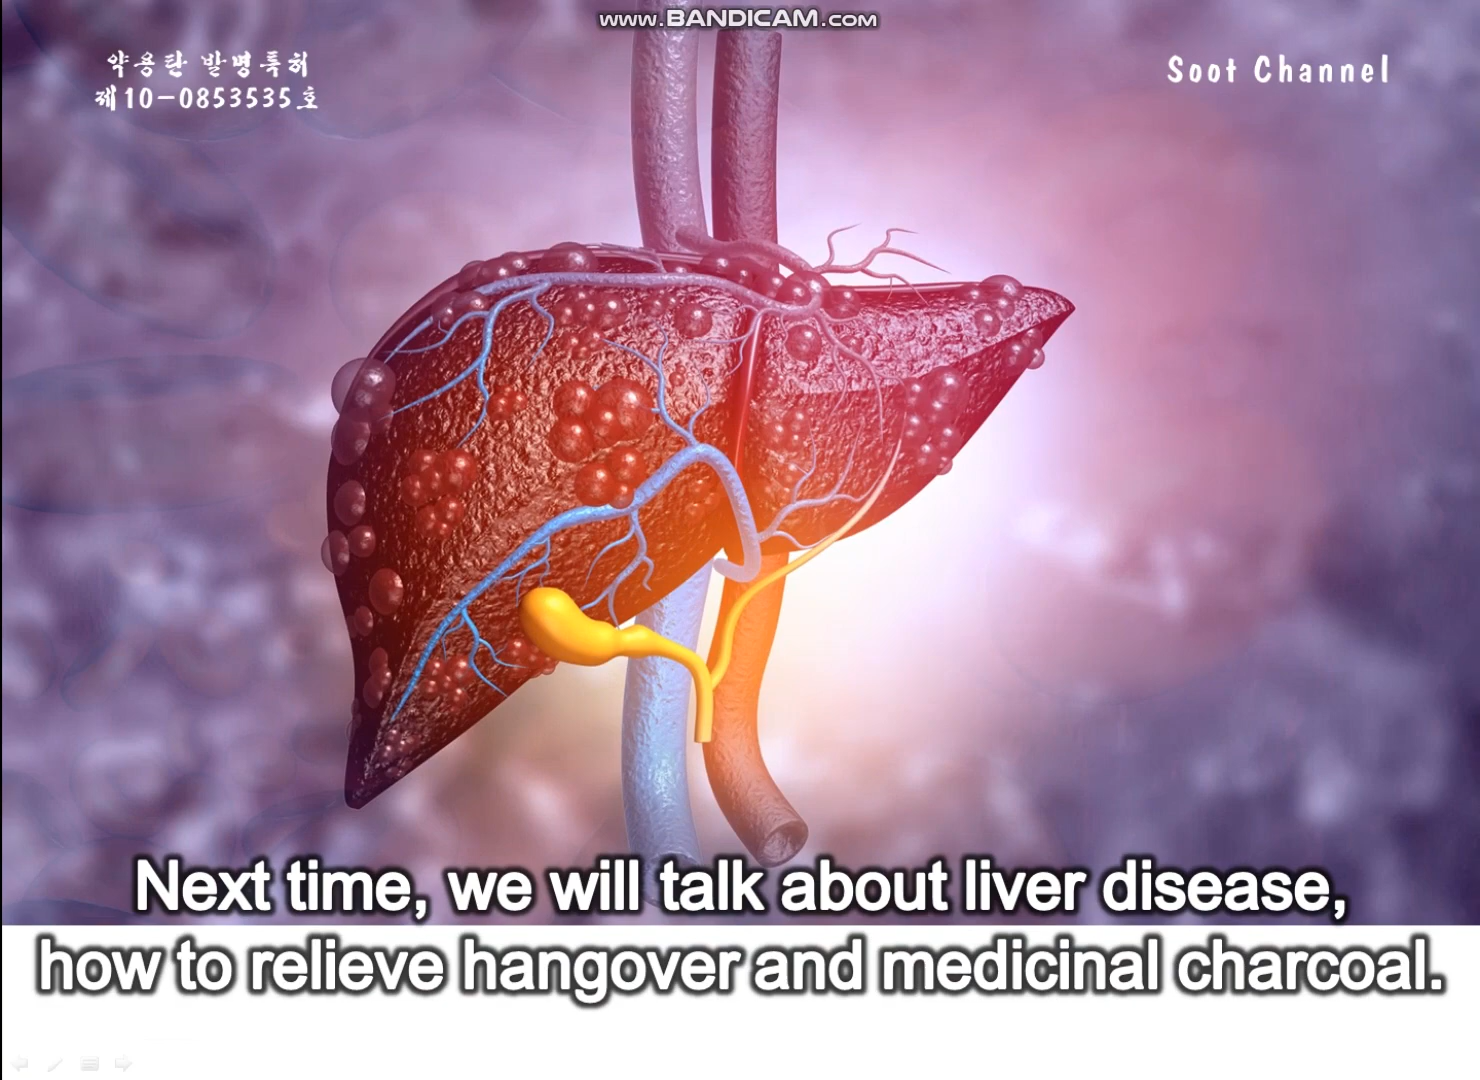 www.BANDICAM.com
약용탄 발명특허
제10-0853535호
Soot Channel
Next time, we will talk about liver disease,
how to relieve hangover and medicinal charcoal.